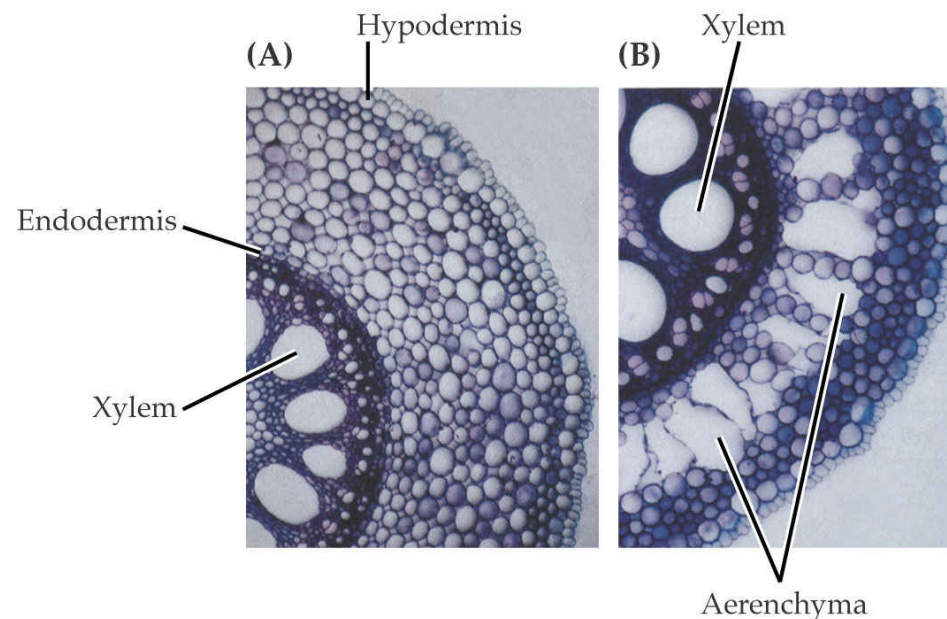 Hypodermis
Xylem
(A)
(B)
Endodermis
Xylem
Aerenchyma